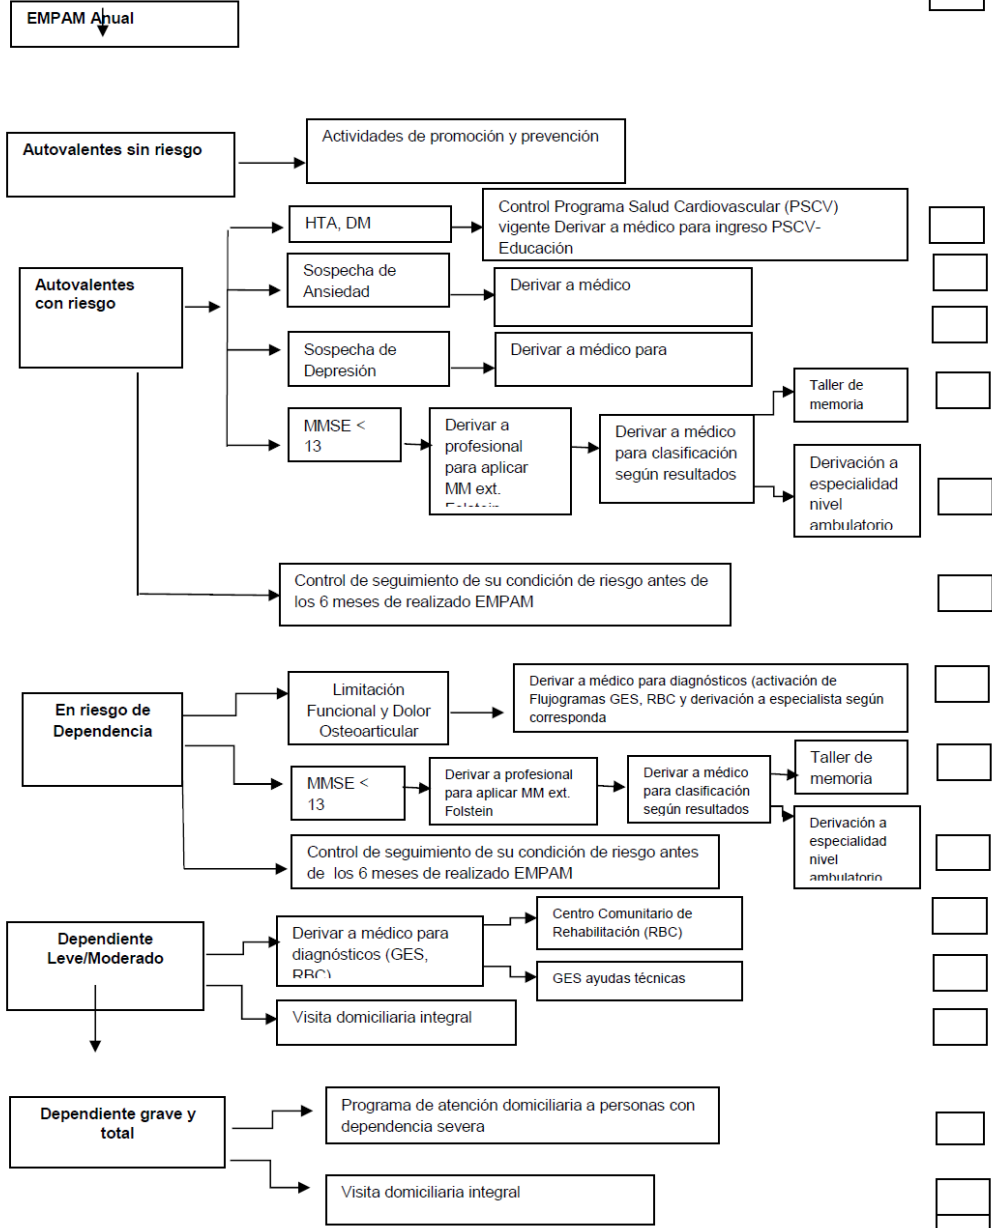 EMPAM Anual
Autovalentes sin riesgo
Actividades de promoción y prevención
Autovalentes
con riesgo
HTA, DM
Control Programa Salud Cardiovascular (PSCV)
vigente Derivar a médico para ingreso PSCV-
Educación
Sospecha de
Ansiedad
Derivar a médico
Sospecha de
Depresión
Derivar a médico para
MMSE <
13
Derivar a
profesional
para aplicar
MM ext.
Folstein
Derivar a médico
para clasificación
según resultados
Taller de
memoria
Derivación a
especialidad
nivel
ambulatorio
Control de seguimiento de su condición de riesgo antes de
los 6 meses de realizado EMPAM
En riesgo de
Dependencia
Limitación
Funcional y Dolor
Osteoarticular
Derivar a médico para diagnósticos (activación de
Flujogramas GES, RBC y derivación a especialista según
corresponda
MMSE <
13
Derivar a profesional
para aplicar MM ext.
Folstein
Derivar a médico
para clasificación
según resultados
Taller de
memoria
Derivación a
especialidad
nivel
ambulatorio
Control de seguimiento de su condición de riesgo antes
de los 6 meses de realizado EMPAM
Dependiente
Leve/Moderado
Derivar a médico para
diagnósticos (GES,
RBC)
Centro Comunitario de
Rehabilitación (RBC)
GES ayudas técnicas
Visita domiciliaria integral
Dependiente grave y
total
Programa de atención domiciliaria a personas con
dependencia severa
Visita domiciliaria integral